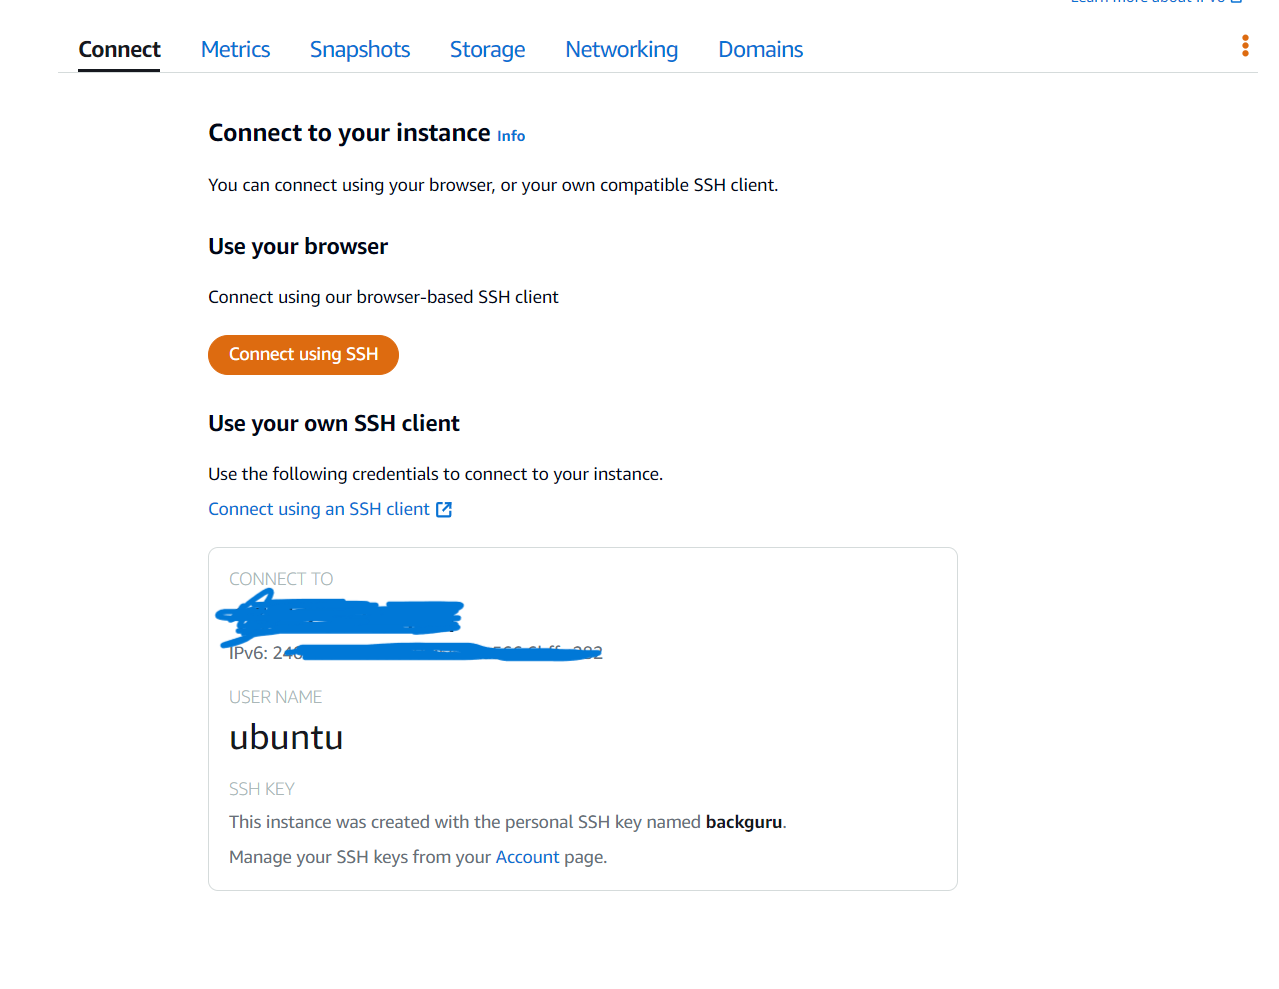 Connect Metrics Snapshots Storage Networking Domains
Connect to your instance Info
You can connect using your browser, or your own compatible SSH client.
Use your browser
Connect using our browser-based SSH client
Connect using SSH
Use your own SSH client
Use the following credentials to connect to your instance.
Connect using an SSH client
CONNECT TO
IPv6:
USER NAME
ubuntu
SSH KEY
This instance was created with the personal SSH key named backguru.
Manage your SSH keys from your Account page.